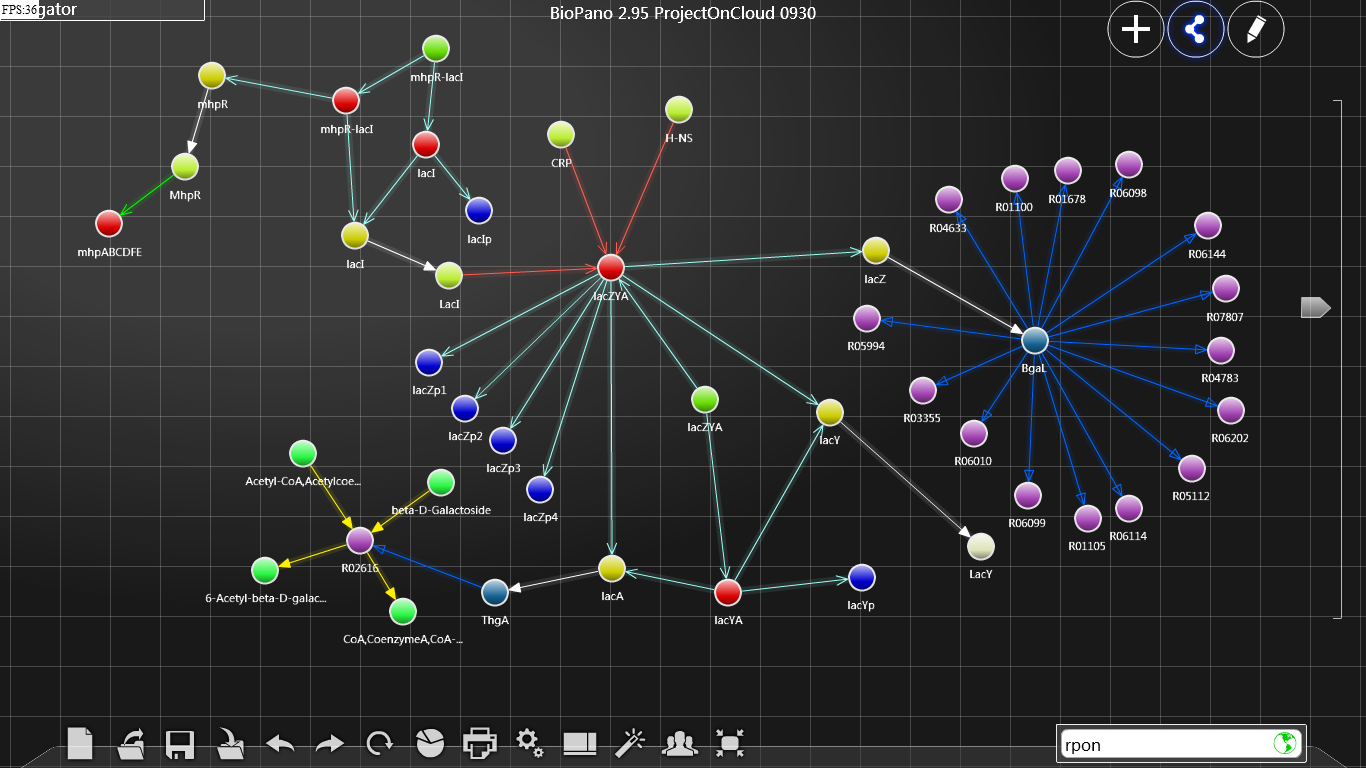 FPS:36
gator
BioPano 2.95 ProjectOnCloud 0930
mhpR
mhpR-lacI
mhpR-lacI
lacI
CRP
H-NS
MhpR
lacIp
mhpABCDFE
lacI
LacI
lacZYA
lacZ
R04633
R01100
R01678
R06098
R06144
R07807
R05994
BgaL
R04783
R03355
R06202
R06010
R05112
R06099
R01105
R06114
lacZp1
lacZp2
lacZp3
lacZp4
lacZYA
lacY
LacY
Acetyl-CoA,Acetylcoe...
beta-D-Galactoside
R02616
6-Acetyl-beta-D-galac...
CoA,CoenzymeA,CoA-...
ThgA
lacA
lacYA
lacYp
rpon